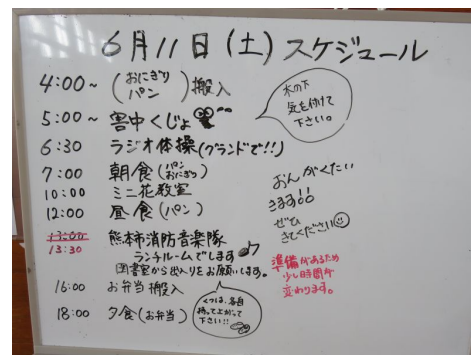 6月11日(土)スケジュール
4:00~(おにぎり パン)搬入
5:00~害中くじょ
6:30 ラジオ体操(グランドで!!)
7:00 朝食(パン おにぎり)
10:00 ミニ花教室
12:00 昼食(パン)
13:00 熊本市消防音楽隊
13:30 ランチルームでします
図書室から出入りをお願いします。
16:00 お弁当搬入
18:00 夕食(お弁当)
木の下
気を付けて
下さい。
おんがくたい
きます!!
ぜひ
きてください
準備があるため
少し時間が
変わります。
くつは、各自
持って上がって
下さい!!